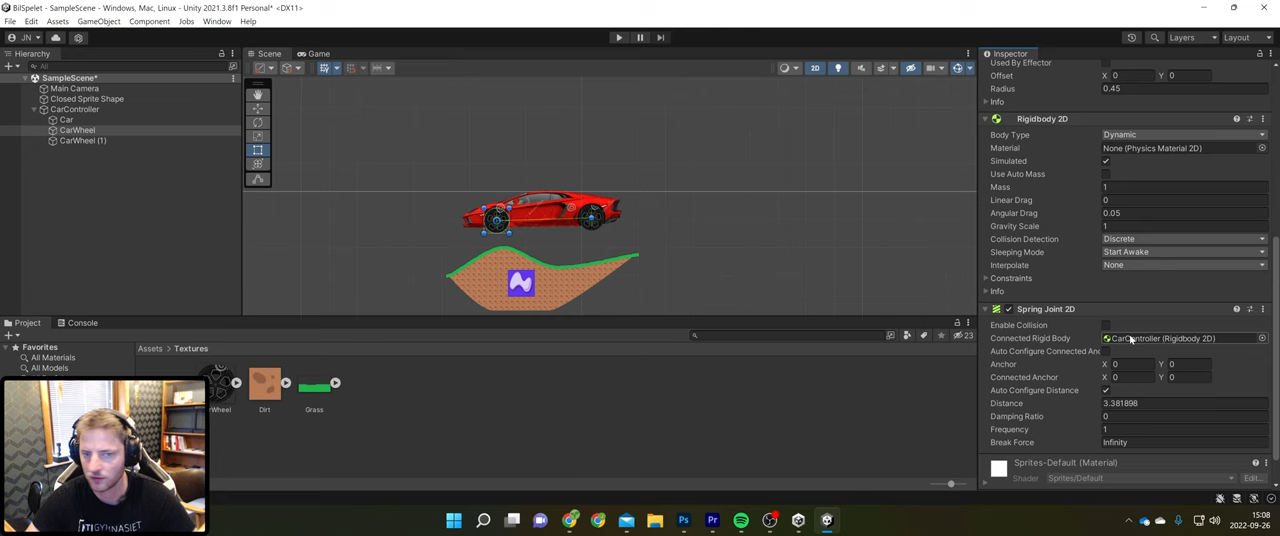 BilSpelet - SampleScene - Windows, Mac, Linux - Unity 2021.3.8f1 Personal* <DX11>
File Edit Assets GameObject Component Jobs Window Help
JN
Layers
Layout
Hierarchy
All
SampleScene*
Main Camera
Closed Sprite Shape
CarController
Car
CarWheel
CarWheel (1)
Scene
Game
2D
Inspector
Used By Effector
Offset X 0 Y 0
Radius 0.45
Info
Rigidbody 2D
Body Type Dynamic
Material None (Physics Material 2D)
Simulated
Use Auto Mass
Mass 1
Linear Drag 0
Angular Drag 0.05
Gravity Scale 1
Collision Detection Discrete
Sleeping Mode Start Awake
Interpolate None
Constraints
Info
Spring Joint 2D
Enable Collision
Connected Rigid Body CarController (Rigidbody 2D)
Auto Configure Connected Anc
Anchor X 0 Y 0
Connected Anchor X 0 Y 0
Auto Configure Distance
Distance 3.381898
Damping Ratio 0
Frequency 1
Break Force Infinity
Sprites-Default (Material)
Shader Sprites/Default Edit...
Project
Console
23
Favorites
All Materials
All Models
Assets > Textures
rWheel
Dirt
Grass
GYMNASIET
15:08
2022-09-26